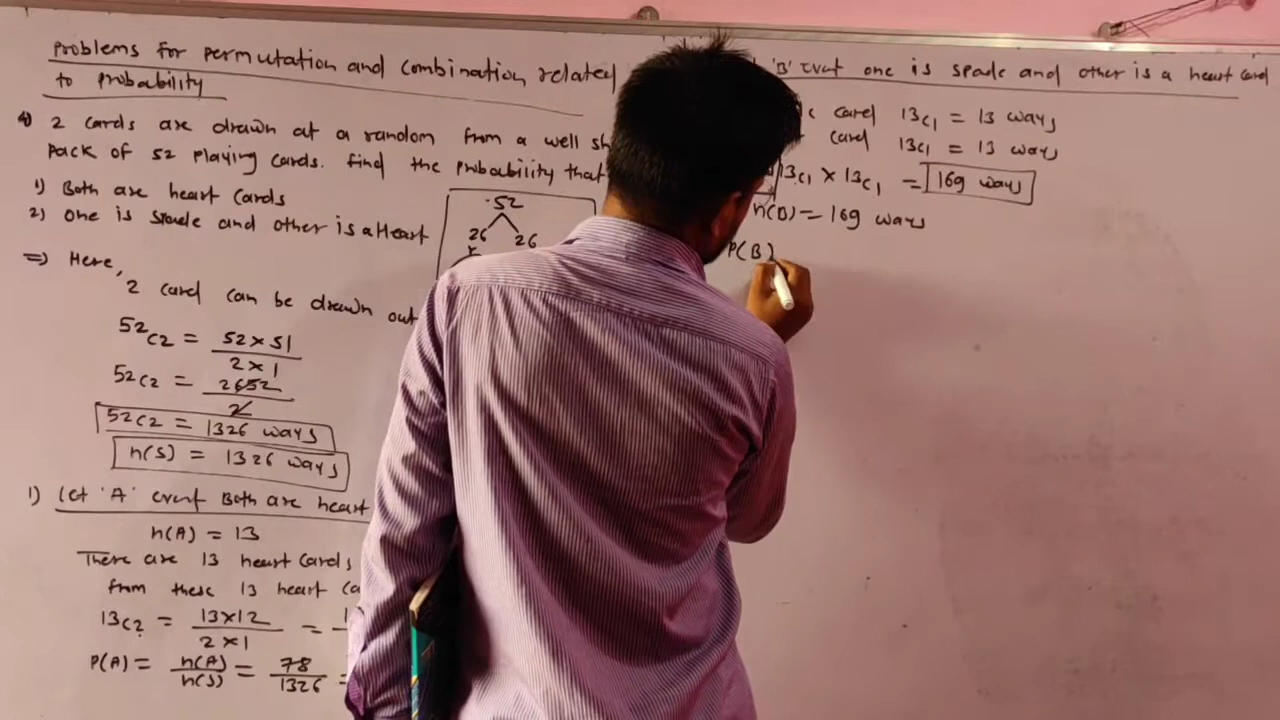 Problems for permutation and combination related
to probability
4) 2 cards are drawn at a random from a well sh
Pack of 52 playing cards. find the probability that
1) Both are heart cards
2) one is spade and other is a Heart
52
26 26
=> Here,
2 card can be drawn out
52C2 = 52 x 51 / 2 x 1
52C2 = 2652 / 2
52C2 = 1326 ways
n(S) = 1326 ways
1) Let 'A' event Both are heart
n(A) = 13
There are 13 heart cards
from these 13 heart ca
13C2 = 13x12 / 2 x 1 =
P(A) = n(A) / n(S) = 78 / 1326 =
'B' event one is spade and other is a heart card
card 13C1 = 13 ways
card 13C1 = 13 ways
13C1 x 13C1 = 169 ways
n(B) = 169 ways
P(B)